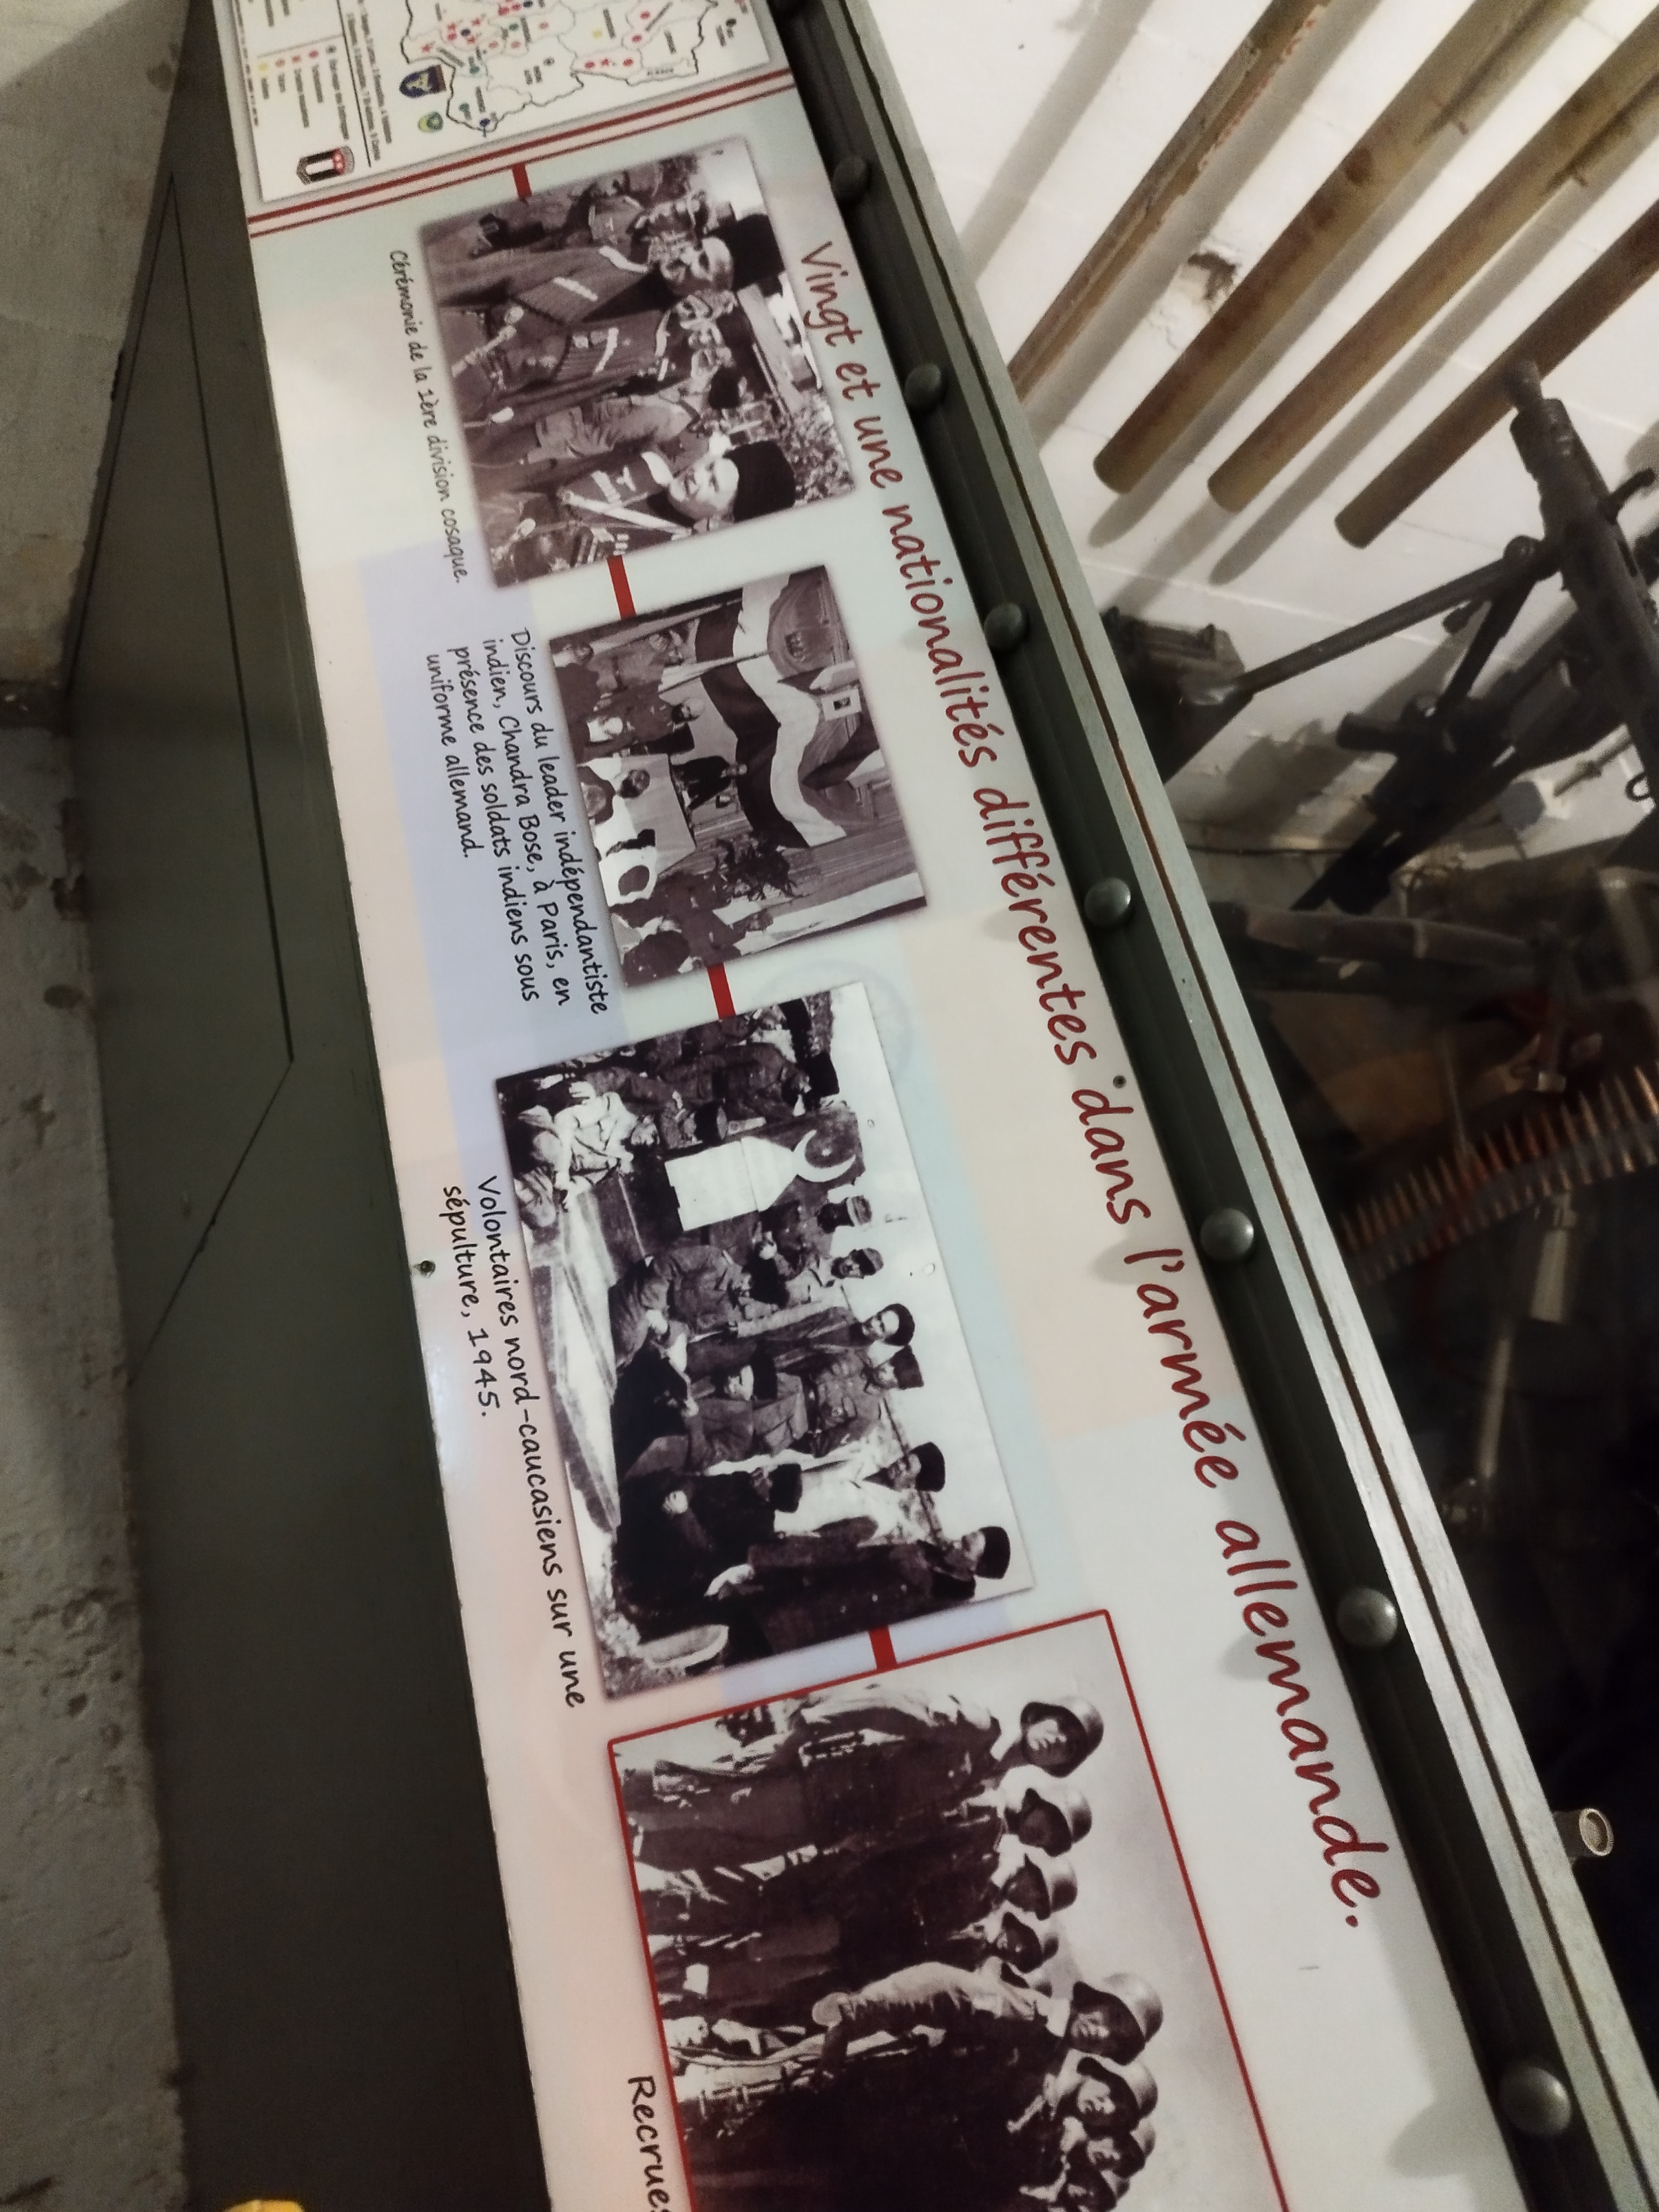 Vingt et une nationalités différentes dans l'armée allemande.
Cérémonie de la 1ère division cosaque.
Discours du leader indépendantiste
indien, Chandra Bose, à Paris, en
présence des soldats indiens sous
uniforme allemand.
Volontaires nord-caucasiens sur une
sépulture, 1945.
Recrues